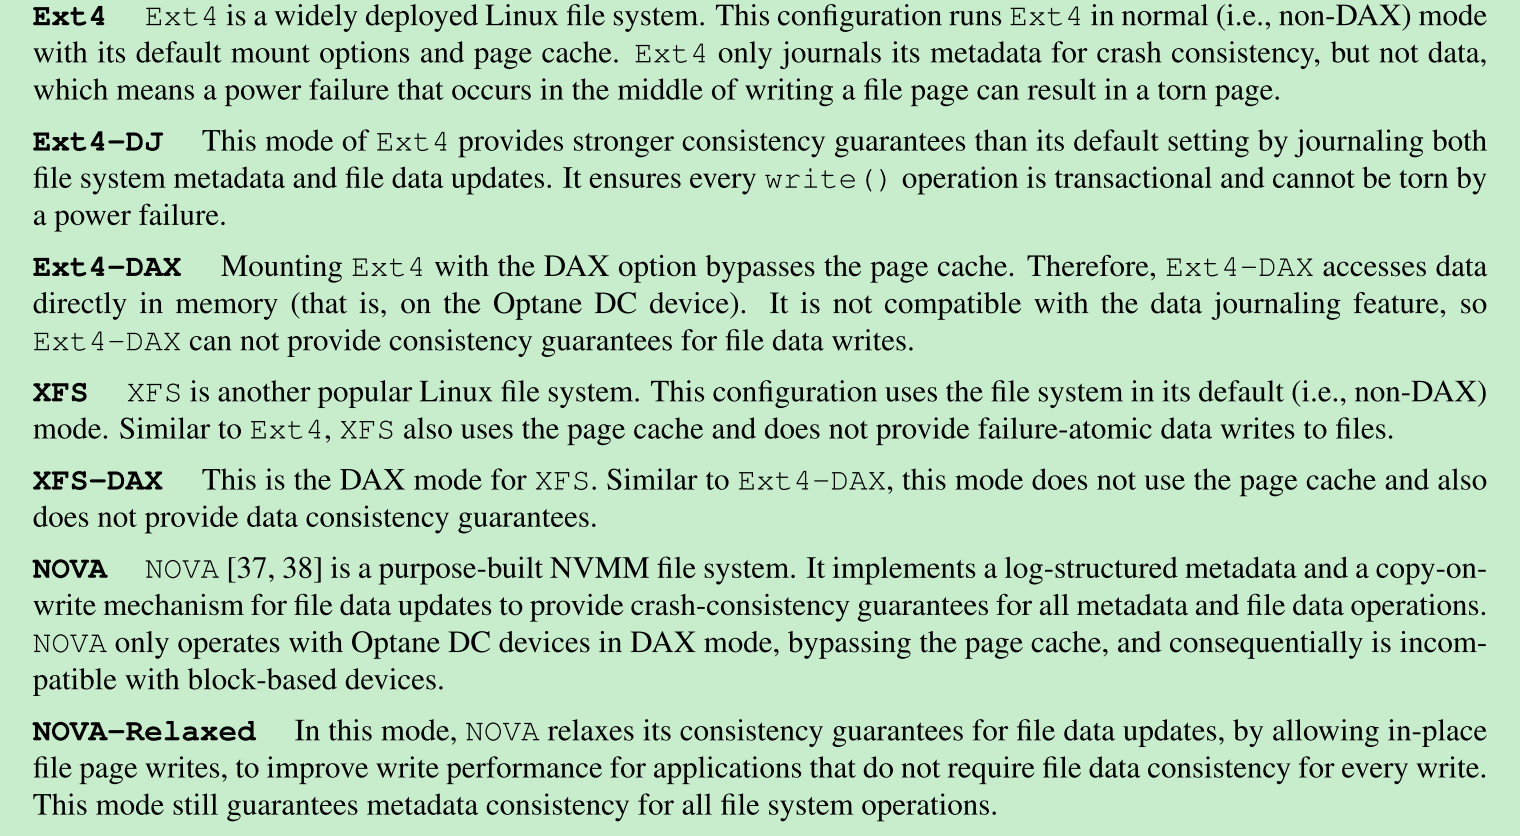 Ext4 Ext4 is a widely deployed Linux file system. This configuration runs Ext4 in normal (i.e., non-DAX) mode
with its default mount options and page cache. Ext4 only journals its metadata for crash consistency, but not data,
which means a power failure that occurs in the middle of writing a file page can result in a torn page.
Ext4-DJ This mode of Ext4 provides stronger consistency guarantees than its default setting by journaling both
file system metadata and file data updates. It ensures every write() operation is transactional and cannot be torn by
a power failure.
Ext4-DAX Mounting Ext4 with the DAX option bypasses the page cache. Therefore, Ext4-DAX accesses data
directly in memory (that is, on the Optane DC device). It is not compatible with the data journaling feature, so
Ext4-DAX can not provide consistency guarantees for file data writes.
XFS XFS is another popular Linux file system. This configuration uses the file system in its default (i.e., non-DAX)
mode. Similar to Ext4, XFS also uses the page cache and does not provide failure-atomic data writes to files.
XFS-DAX This is the DAX mode for XFS. Similar to Ext4-DAX, this mode does not use the page cache and also
does not provide data consistency guarantees.
NOVA NOVA [37, 38] is a purpose-built NVMM file system. It implements a log-structured metadata and a copy-on-
write mechanism for file data updates to provide crash-consistency guarantees for all metadata and file data operations.
NOVA only operates with Optane DC devices in DAX mode, bypassing the page cache, and consequentially is incom-
patible with block-based devices.
NOVA-Relaxed In this mode, NOVA relaxes its consistency guarantees for file data updates, by allowing in-place
file page writes, to improve write performance for applications that do not require file data consistency for every write.
This mode still guarantees metadata consistency for all file system operations.